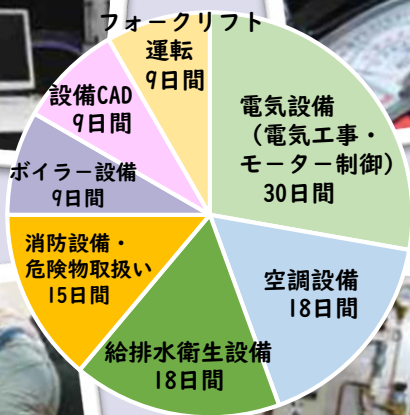 フォークリフト
運転
9日間
電気設備
(電気工事・
モーター制御)
30日間
空調設備
18日間
給排水衛生設備
18日間
消防設備・
危険物取扱い
15日間
ボイラー設備
9日間
設備CAD
9日間